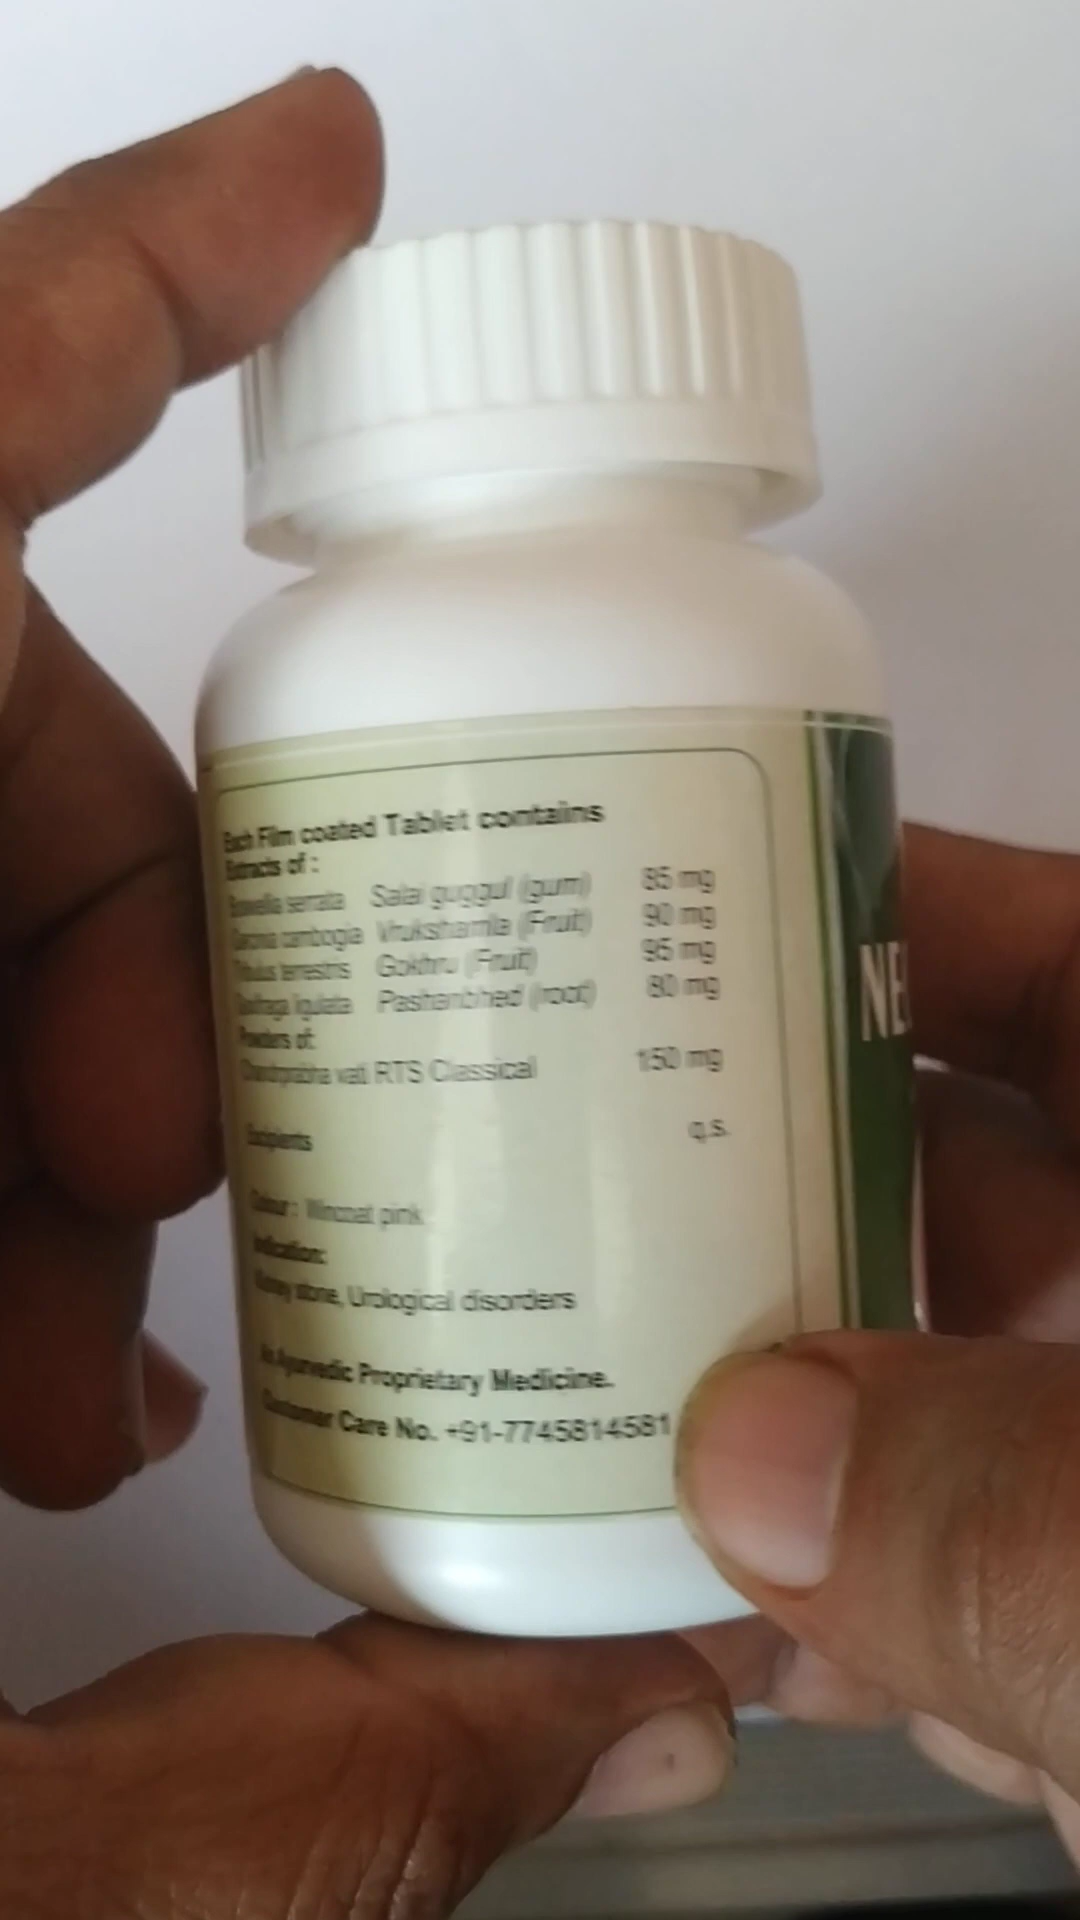 Each Film coated Tablet contains
Extracts of :
Boswellia serrata Salai guggul (gum) 85 mg
Garcinia cambogia Vrukshamla (Fruit) 90 mg
Tribulus terrestris Gokhru (Fruit) 95 mg
Saxifraga ligulata Pashanbhed (root) 80 mg
Powders of:
Chandraprabha vati RTS Classical 150 mg
Excipients q.s.
Colour : Wincoat pink
Indication:
Kidney stone, Urological disorders
An Ayurvedic Proprietary Medicine.
Customer Care No. +91-7745814581